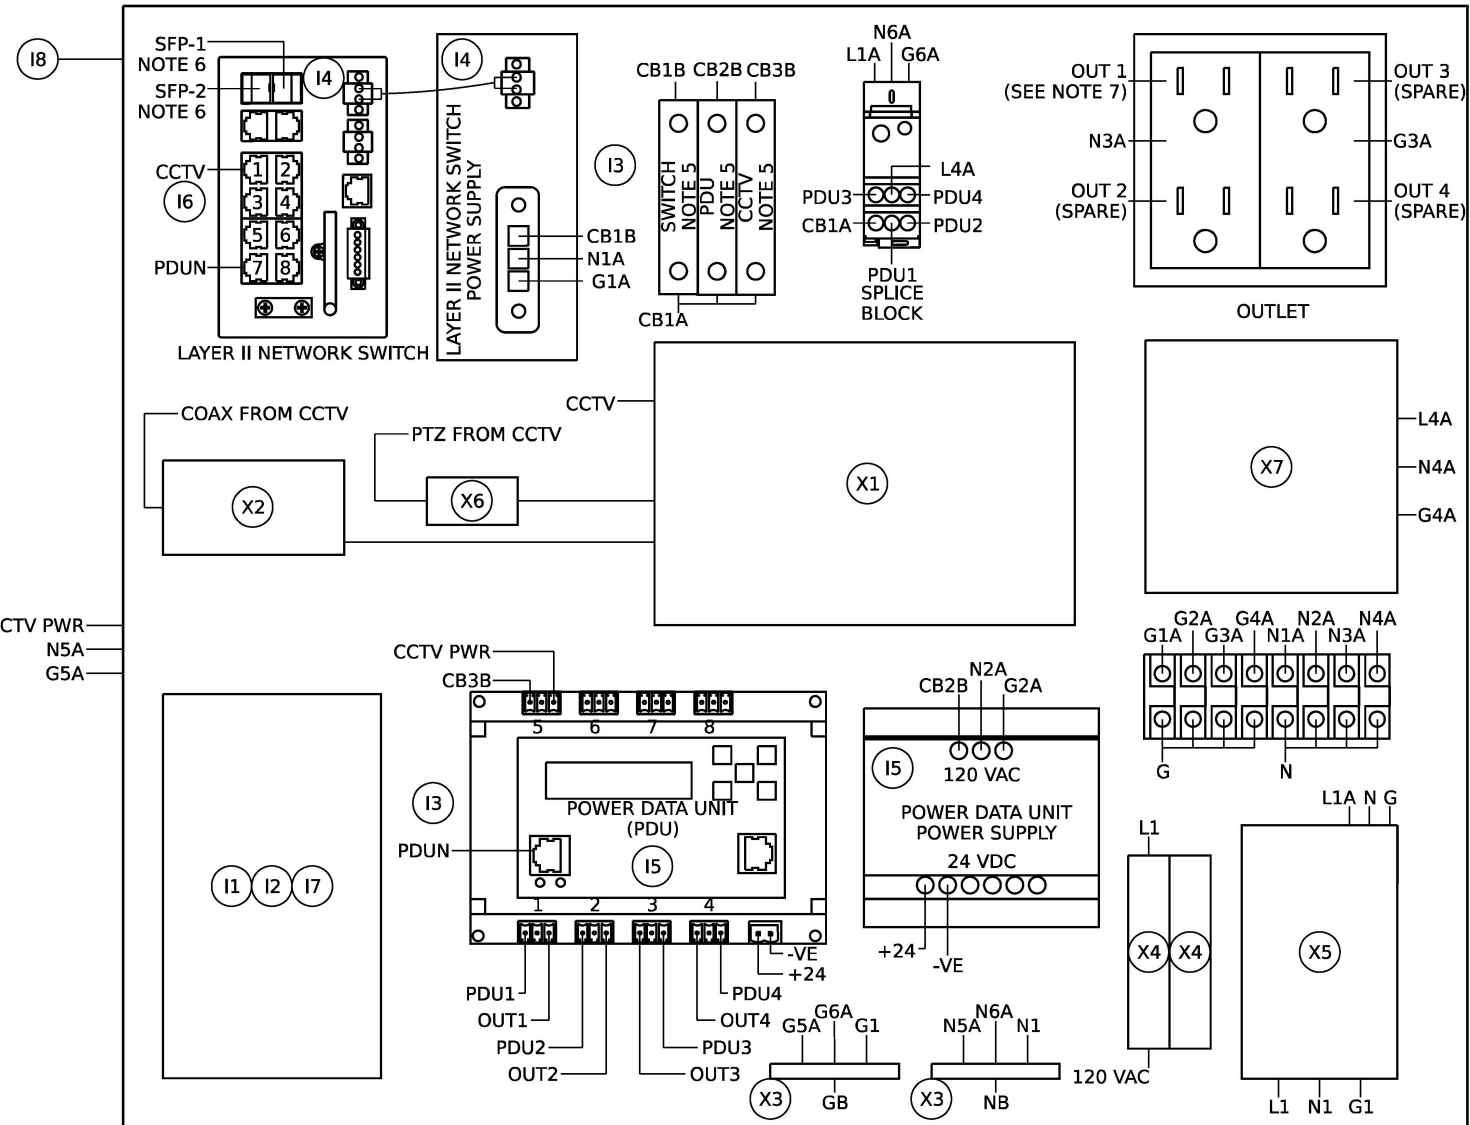 I8
SFP-1
NOTE 6
SFP-2
NOTE 6
I4
CCTV
I6
1 2
3 4
5 6
7 8
PDUN
LAYER II NETWORK SWITCH
I4
LAYER II NETWORK SWITCH
POWER SUPPLY
CB1B
N1A
G1A
I3
CB1B CB2B CB3B
SWITCH
NOTE 5
PDU
NOTE 5
CCTV
NOTE 5
CB1A
N6A
L1A G6A
L4A
PDU3 PDU4
CB1A PDU2
PDU1
SPLICE
BLOCK
OUT 1
(SEE NOTE 7)
N3A
OUT 2
(SPARE)
OUT 3
(SPARE)
G3A
OUT 4
(SPARE)
OUTLET
COAX FROM CCTV
PTZ FROM CCTV
CCTV
X2
X6
X1
X7
L4A
N4A
G4A
CTV PWR
N5A
G5A
I1 I2 I7
CCTV PWR
CB3B
5 6 7 8
I3
POWER DATA UNIT
(PDU)
PDUN
I5
1 2 3 4
-VE
+24
PDU1
OUT1
PDU2
OUT2
PDU4
OUT4
PDU3
OUT3
N2A
CB2B G2A
I5
120 VAC
POWER DATA UNIT
POWER SUPPLY
24 VDC
+24
-VE
G2A G4A N2A N4A
G1A G3A N1A N3A
G N
L1A N G
L1
X4 X4
120 VAC
X5
L1 N1 G1
G6A
G5A G1
X3
GB
N6A
N5A N1
X3
NB